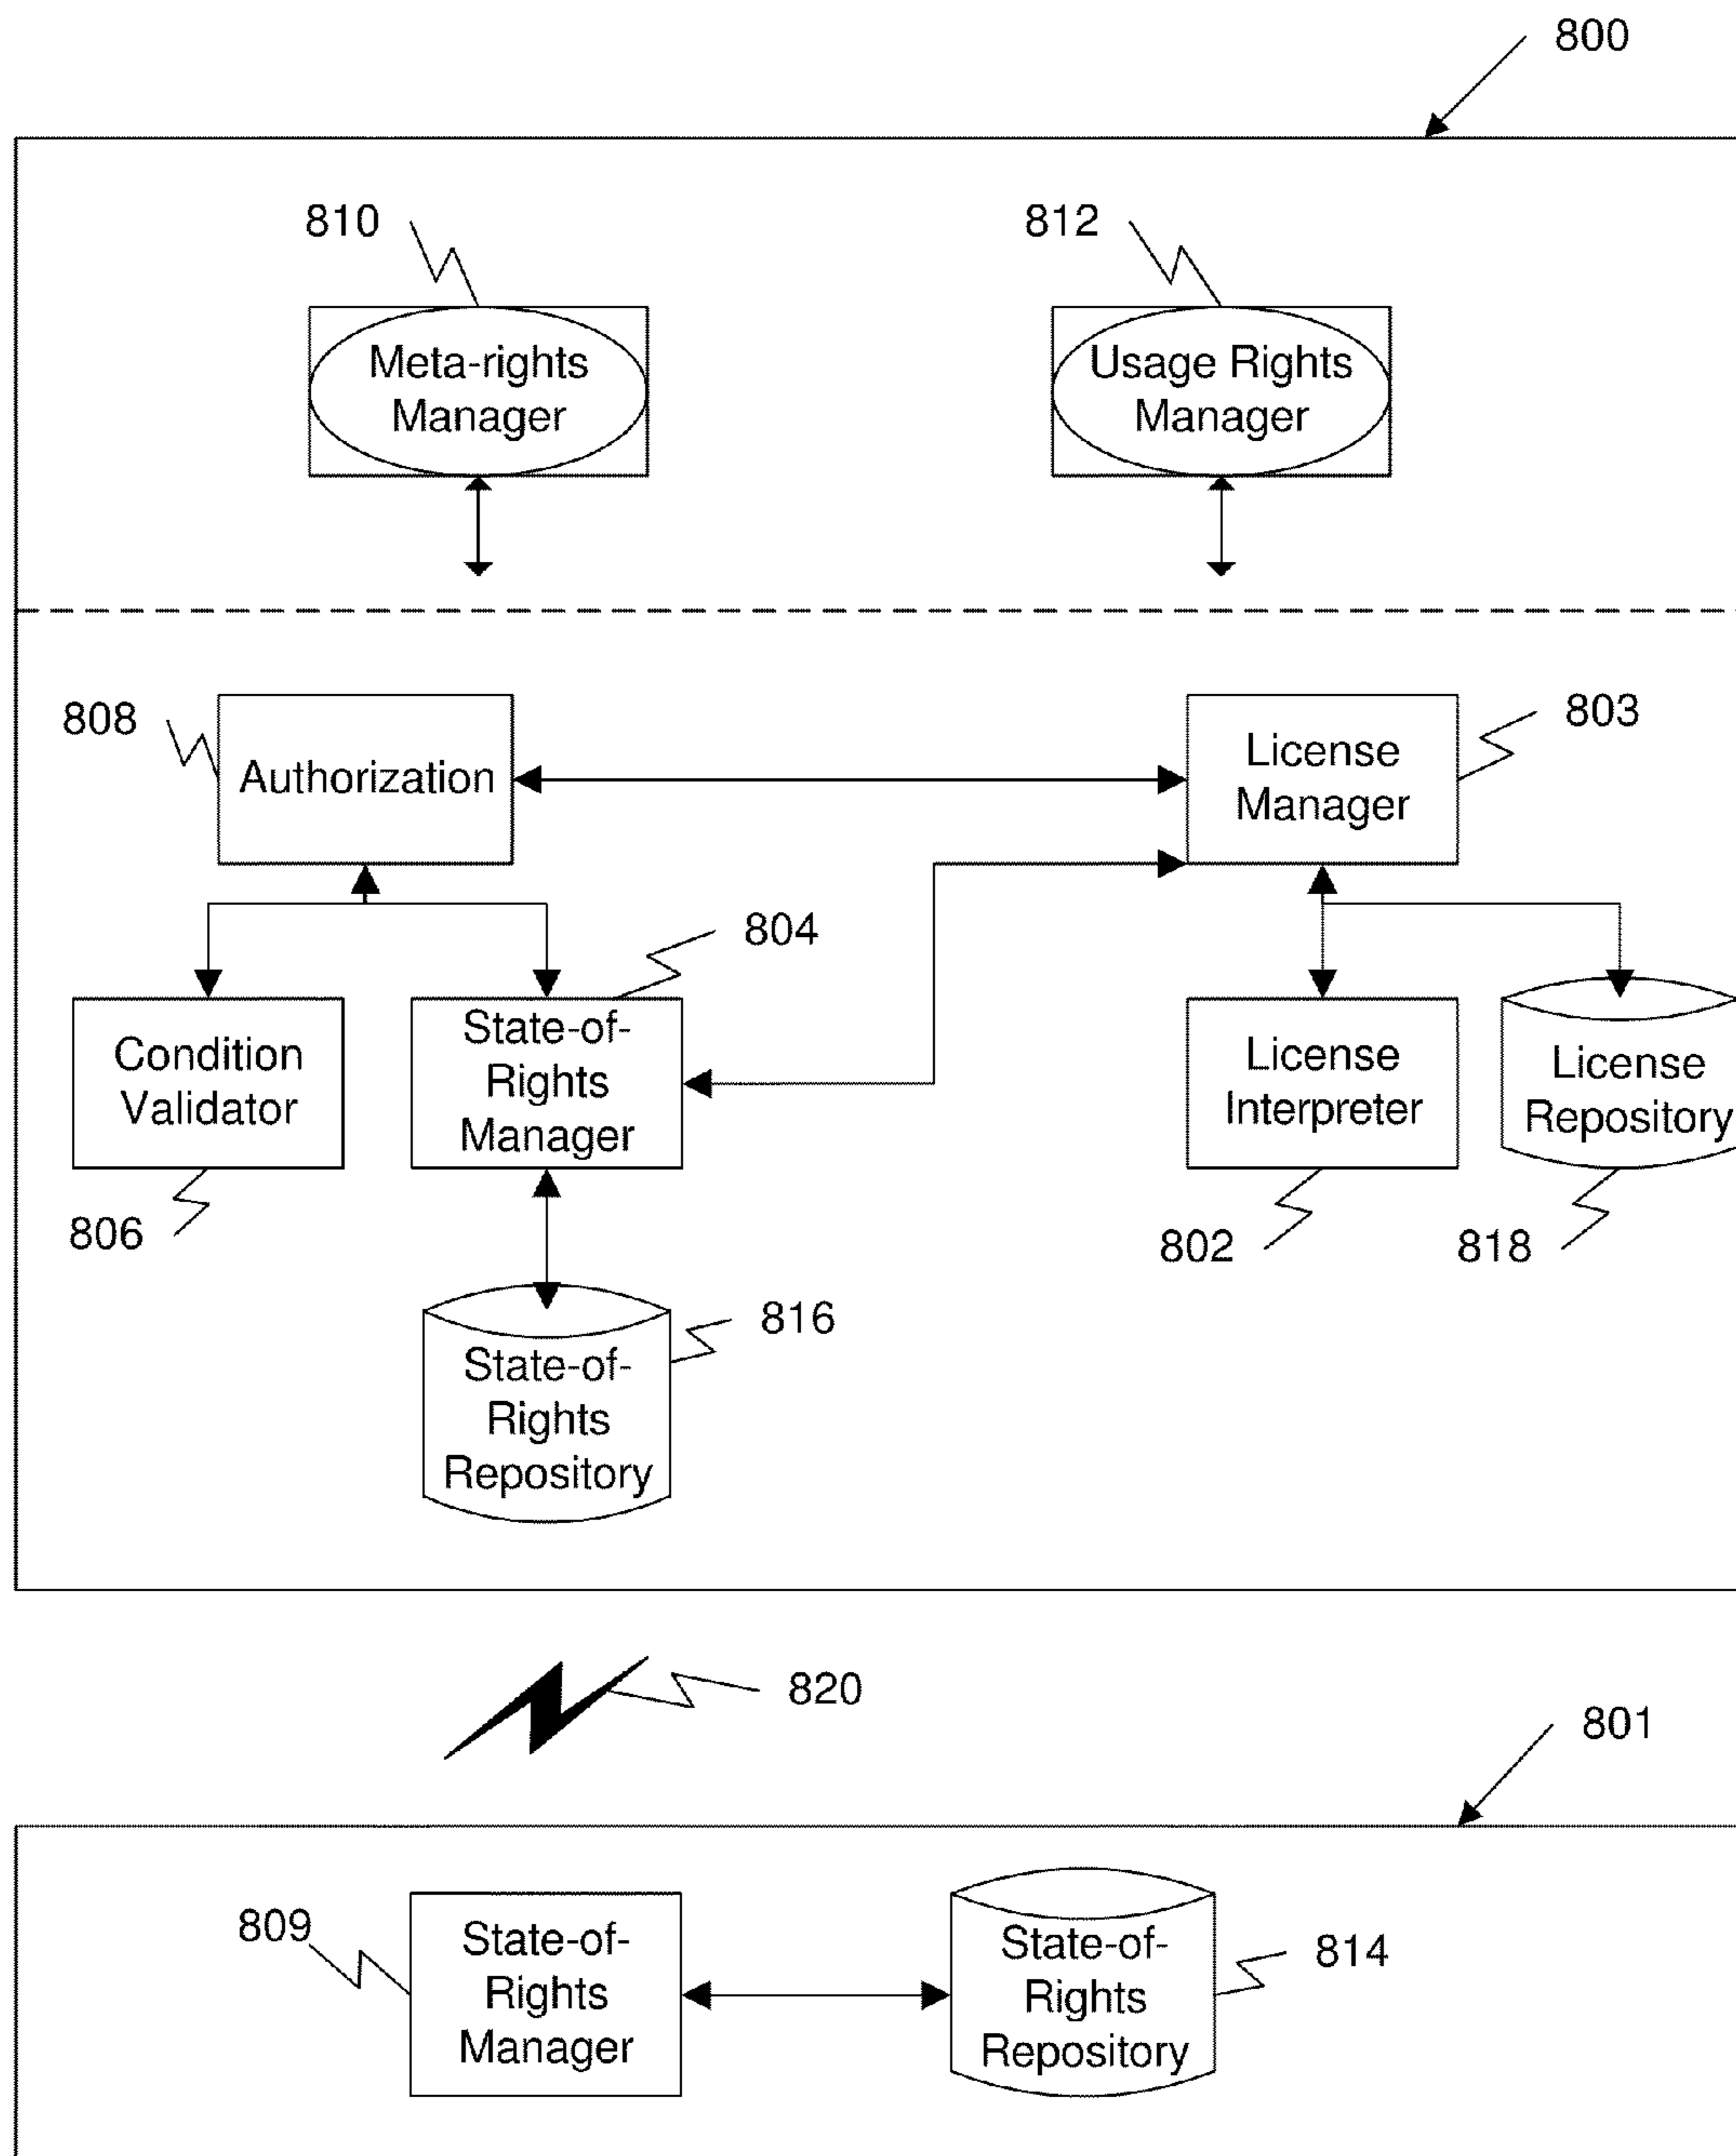 800
810
812
Meta-rights
Manager
Usage Rights
Manager
808
803
Authorization
License
Manager
804
Condition
Validator
State-of-
Rights
Manager
License
Interpreter
License
Repository
806
802
818
816
State-of-
Rights
Repository
820
801
809
State-of-
Rights
Manager
State-of-
Rights
Repository
814